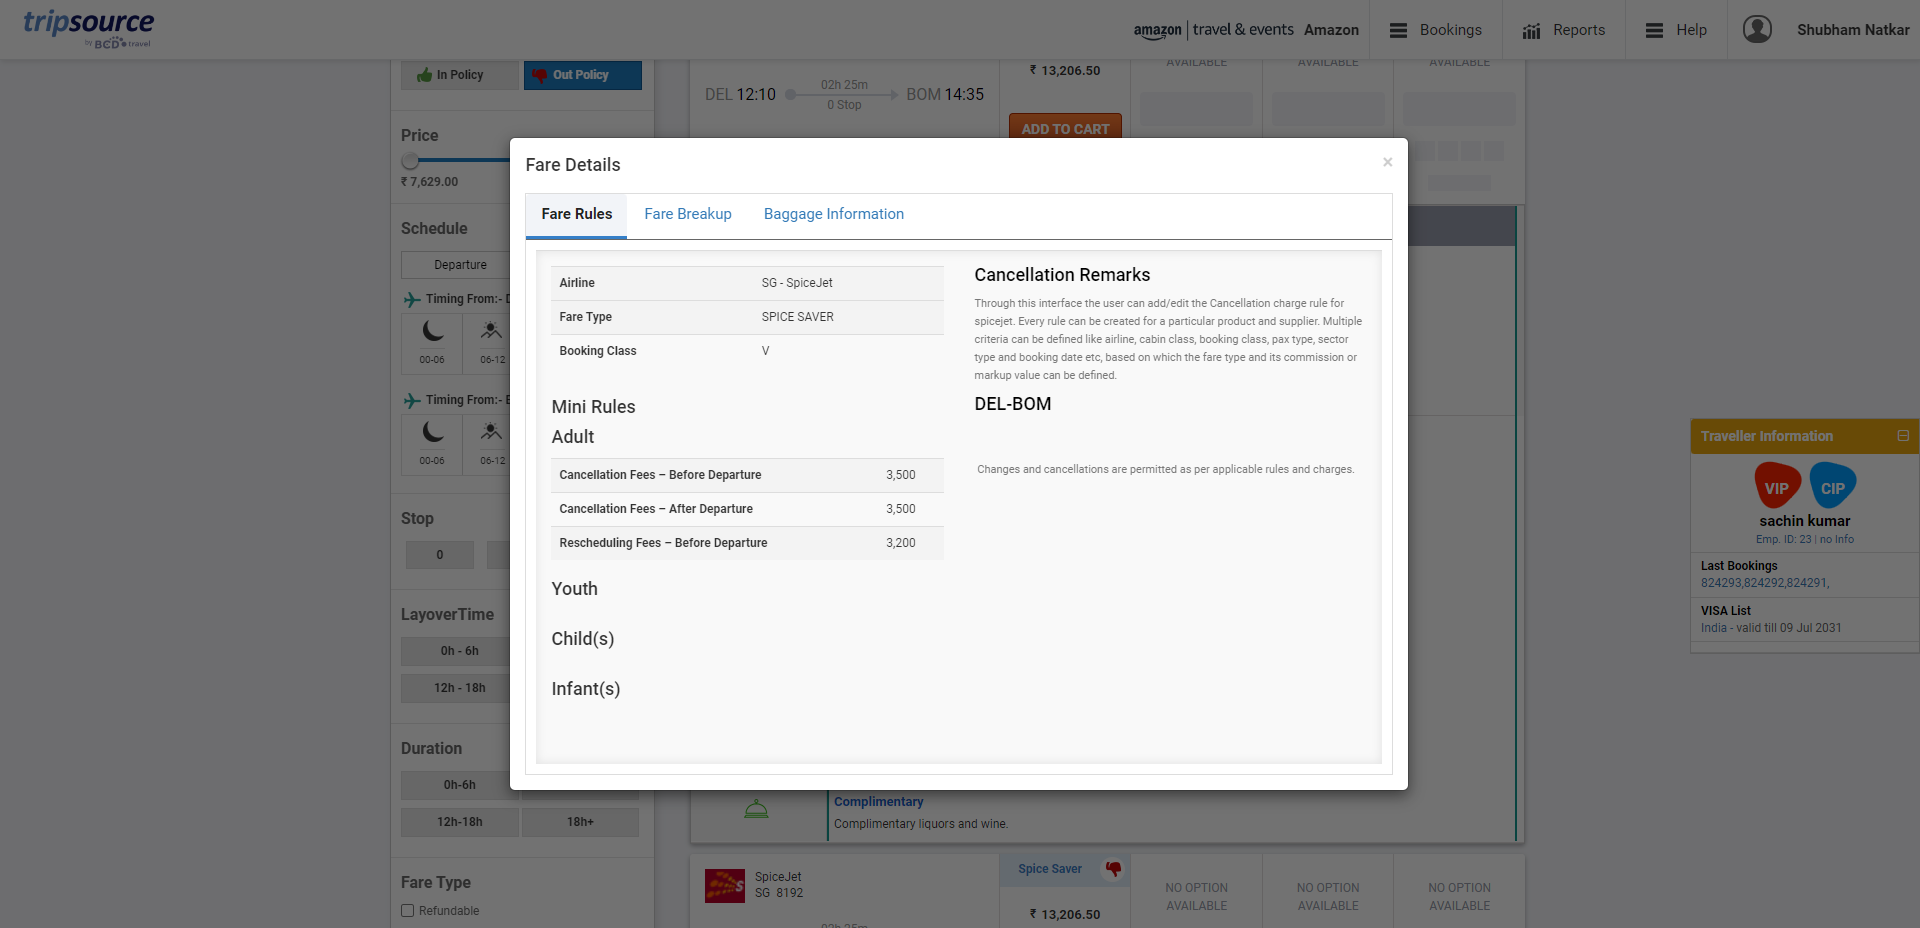 tripsource
by BCD travel
amazon | travel & events Amazon
Bookings
Reports
Help
Shubham Natkar
In Policy
Out Policy
Price
₹ 7,629.00
Schedule
Departure
Timing From:- D
00-06
06-12
Timing From:- B
00-06
06-12
Stop
0
LayoverTime
0h - 6h
12h - 18h
Duration
0h-6h
12h-18h
18h+
Fare Type
Refundable
DEL 12:10
02h 25m
0 Stop
BOM 14:35
₹ 13,206.50
ADD TO CART
AVAILABLE
AVAILABLE
AVAILABLE
Fare Details
×
Fare Rules
Fare Breakup
Baggage Information
Airline SG - SpiceJet
Fare Type SPICE SAVER
Booking Class V
Mini Rules
Adult
Cancellation Fees – Before Departure 3,500
Cancellation Fees – After Departure 3,500
Rescheduling Fees – Before Departure 3,200
Youth
Child(s)
Infant(s)
Cancellation Remarks
Through this interface the user can add/edit the Cancellation charge rule for
spicejet. Every rule can be created for a particular product and supplier. Multiple
criteria can be defined like airline, cabin class, booking class, pax type, sector
type and booking date etc, based on which the fare type and its commission or
markup value can be defined.
DEL-BOM
Changes and cancellations are permitted as per applicable rules and charges.
Complimentary
Complimentary liquors and wine.
SpiceJet
SG 8192
02h 25m
Spice Saver
₹ 13,206.50
NO OPTION
AVAILABLE
NO OPTION
AVAILABLE
NO OPTION
AVAILABLE
Traveller Information
VIP
CIP
sachin kumar
Emp. ID: 23 | no Info
Last Bookings
824293,824292,824291,
VISA List
India - valid till 09 Jul 2031